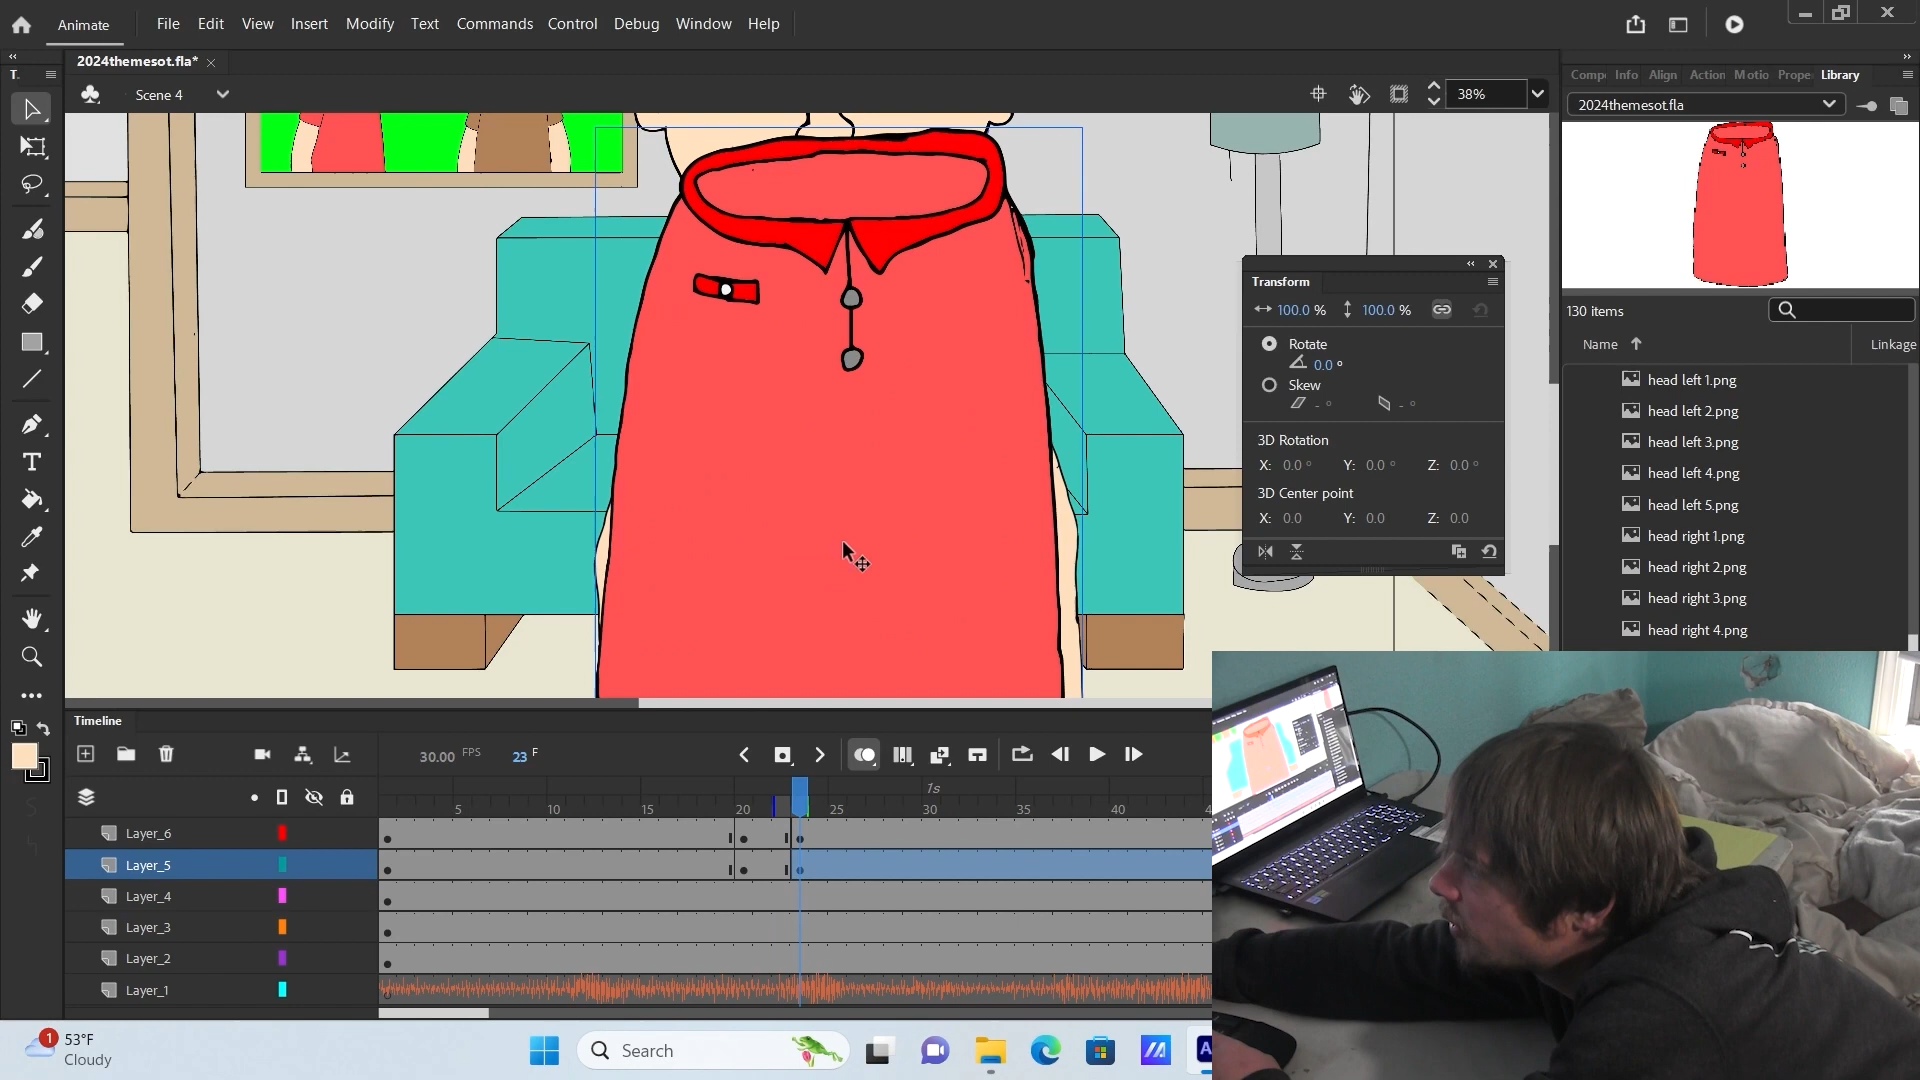 Animate File Edit View Insert Modify Text Commands Control Debug Window Help
2024themesot.fla*
T.
Scene 4
38%
Comp Info Align Action Motio Prope Library
2024themesot.fla
130 items
Name Linkage
head left 1.png
head left 2.png
head left 3.png
head left 4.png
head left 5.png
head right 1.png
head right 2.png
head right 3.png
head right 4.png
Transform
100.0 % 100.0 %
Rotate
0.0 °
Skew
- ° - °
3D Rotation
X: 0.0 ° Y: 0.0 ° Z: 0.0 °
3D Center point
X: 0.0 Y: 0.0 Z: 0.0
Timeline
30.00 FPS 23 F
1s
5 10 15 20 25 30 35 40 4
Layer_6
Layer_5
Layer_4
Layer_3
Layer_2
Layer_1
1
53°F
Cloudy
Search
A